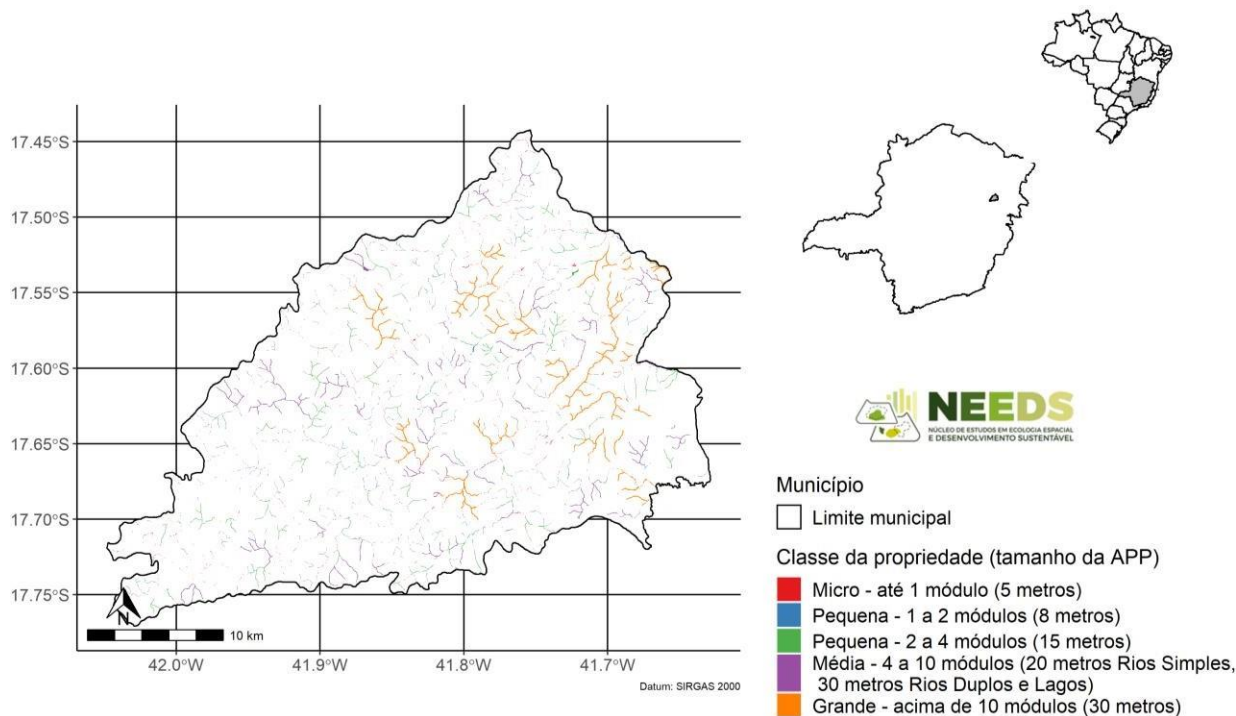 17.45°S
17.50°S
17.55°S
17.60°S
17.65°S
17.70°S
17.75°S
N
10 km
42.0°W
41.9°W
41.8°W
41.7°W
Datum: SIRGAS 2000
NEEDS
NÚCLEO DE ESTUDOS EM ECOLOGIA ESPACIAL
E DESENVOLVIMENTO SUSTENTÁVEL
Município
Limite municipal
Classe da propriedade (tamanho da APP)
Micro - até 1 módulo (5 metros)
Pequena - 1 a 2 módulos (8 metros)
Pequena - 2 a 4 módulos (15 metros)
Média - 4 a 10 módulos (20 metros Rios Simples,
30 metros Rios Duplos e Lagos)
Grande - acima de 10 módulos (30 metros)